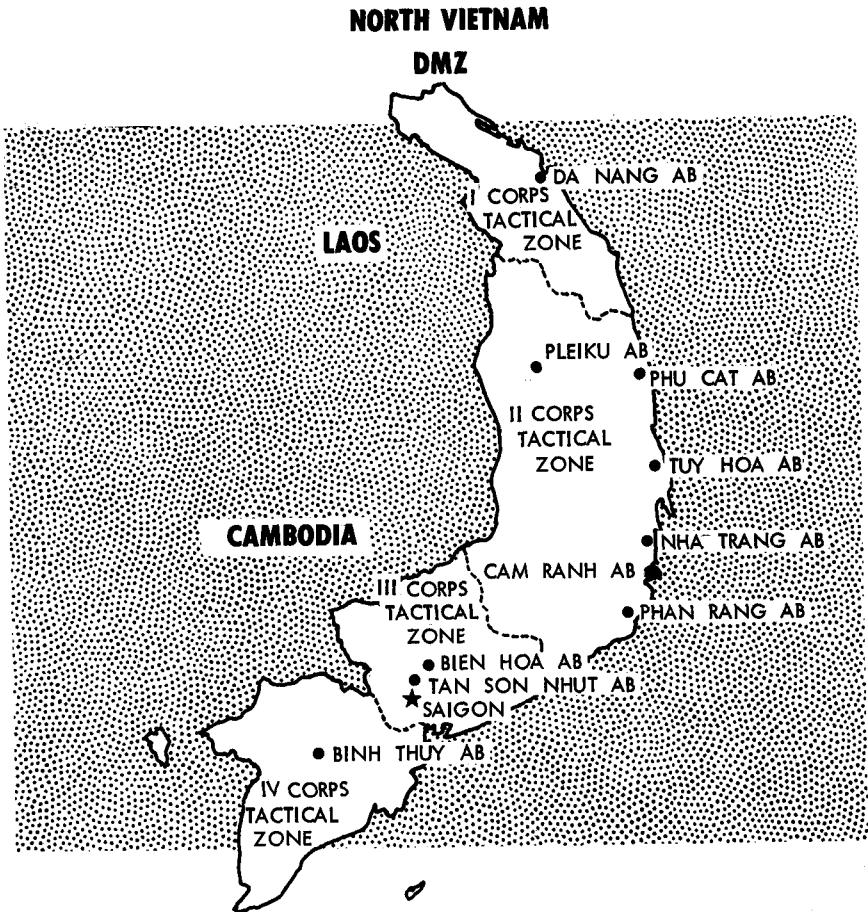 NORTH VIETNAM
DMZ
DA NANG AB
I CORPS
TACTICAL
ZONE
LAOS
PLEIKU AB
PHU CAT AB
II CORPS
TACTICAL
ZONE
TUY HOA AB
CAMBODIA
NHA TRANG AB
CAM RANH AB
III CORPS
TACTICAL
ZONE
PHAN RANG AB
BIEN HOA AB
TAN SON NHUT AB
SAIGON
BINH THUY AB
IV CORPS
TACTICAL
ZONE